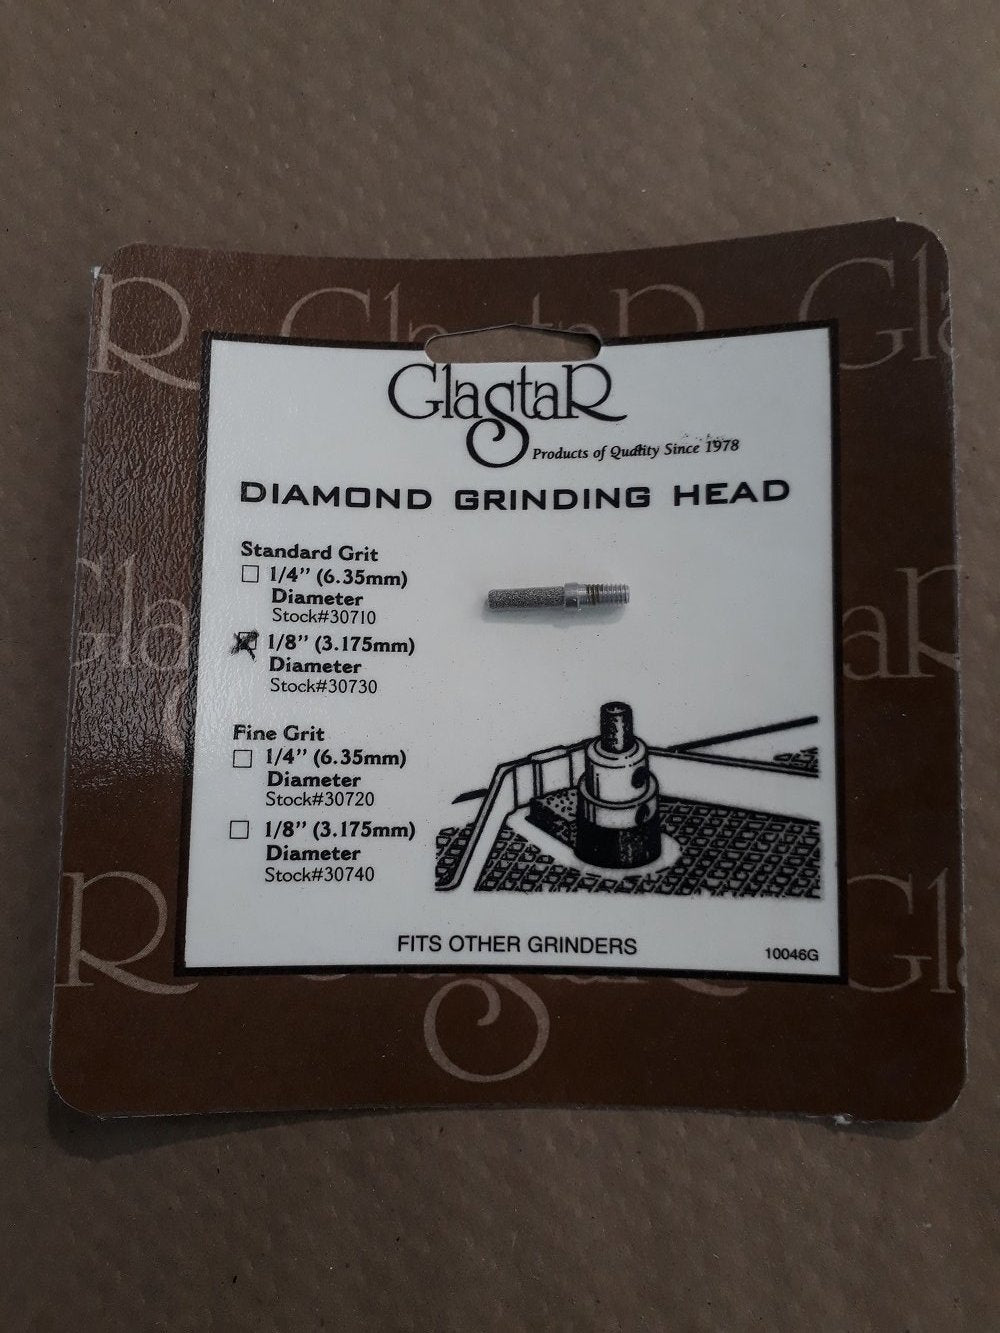 GlastaR
Products of Quality Since 1978
DIAMOND GRINDING HEAD
Standard Grit
1/4" (6.35mm)
Diameter
Stock#30710
1/8" (3.175mm)
Diameter
Stock#30730
Fine Grit
1/4" (6.35mm)
Diameter
Stock#30720
1/8" (3.175mm)
Diameter
Stock#30740
FITS OTHER GRINDERS
10046G